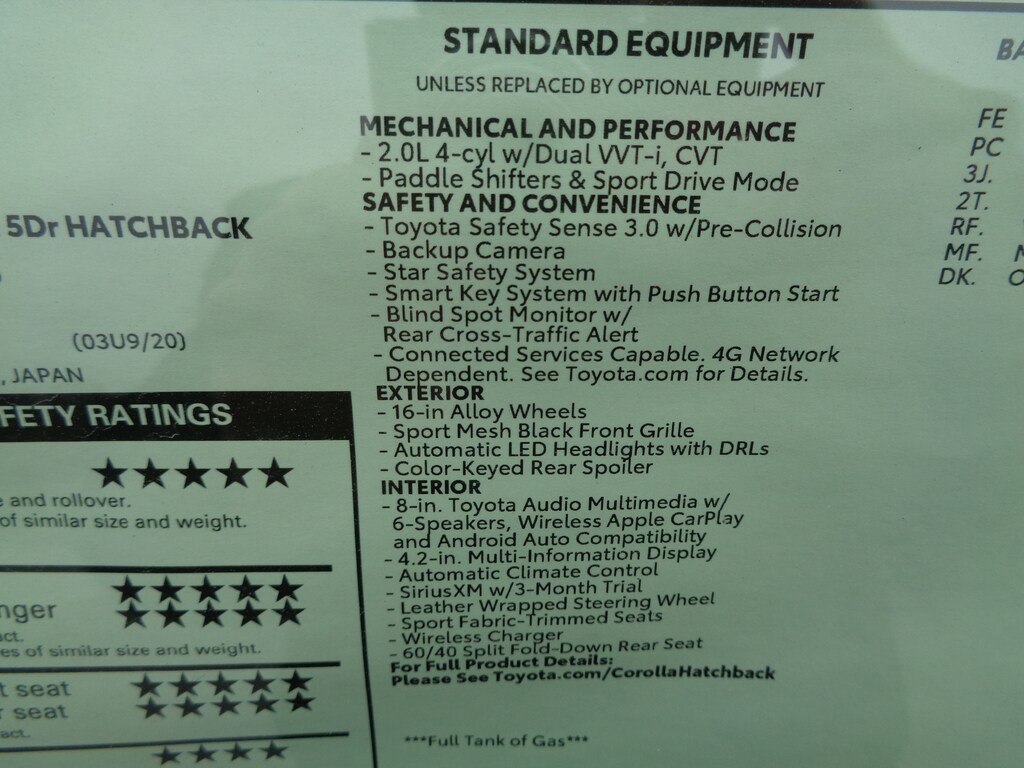 STANDARD EQUIPMENT
UNLESS REPLACED BY OPTIONAL EQUIPMENT
MECHANICAL AND PERFORMANCE
- 2.0L 4-cyl w/Dual VVT-i, CVT
- Paddle Shifters & Sport Drive Mode
SAFETY AND CONVENIENCE
- Toyota Safety Sense 3.0 w/Pre-Collision
- Backup Camera
- Star Safety System
- Smart Key System with Push Button Start
- Blind Spot Monitor w/
Rear Cross-Traffic Alert
- Connected Services Capable. 4G Network
Dependent. See Toyota.com for Details.
EXTERIOR
- 16-in Alloy Wheels
- Sport Mesh Black Front Grille
- Automatic LED Headlights with DRLs
- Color-Keyed Rear Spoiler
INTERIOR
- 8-in. Toyota Audio Multimedia w/
6-Speakers, Wireless Apple CarPlay
and Android Auto Compatibility
- 4.2-in. Multi-Information Display
- Automatic Climate Control
- SiriusXM w/3-Month Trial
- Leather Wrapped Steering Wheel
- Sport Fabric-Trimmed Seats
- Wireless Charger
- 60/40 Split Fold-Down Rear Seat
For Full Product Details:
Please See Toyota.com/CorollaHatchback
***Full Tank of Gas***
5Dr HATCHBACK
(03U9/20)
, JAPAN
FETY RATINGS
★★★★★
e and rollover.
of similar size and weight.
★★★★★
nger ★★★★★
ct.
es of similar size and weight.
t seat ★★★★★
r seat ★★★★★
act.
★★★★
BA
FE
PC
3J.
2T.
RF.
MF.
DK.